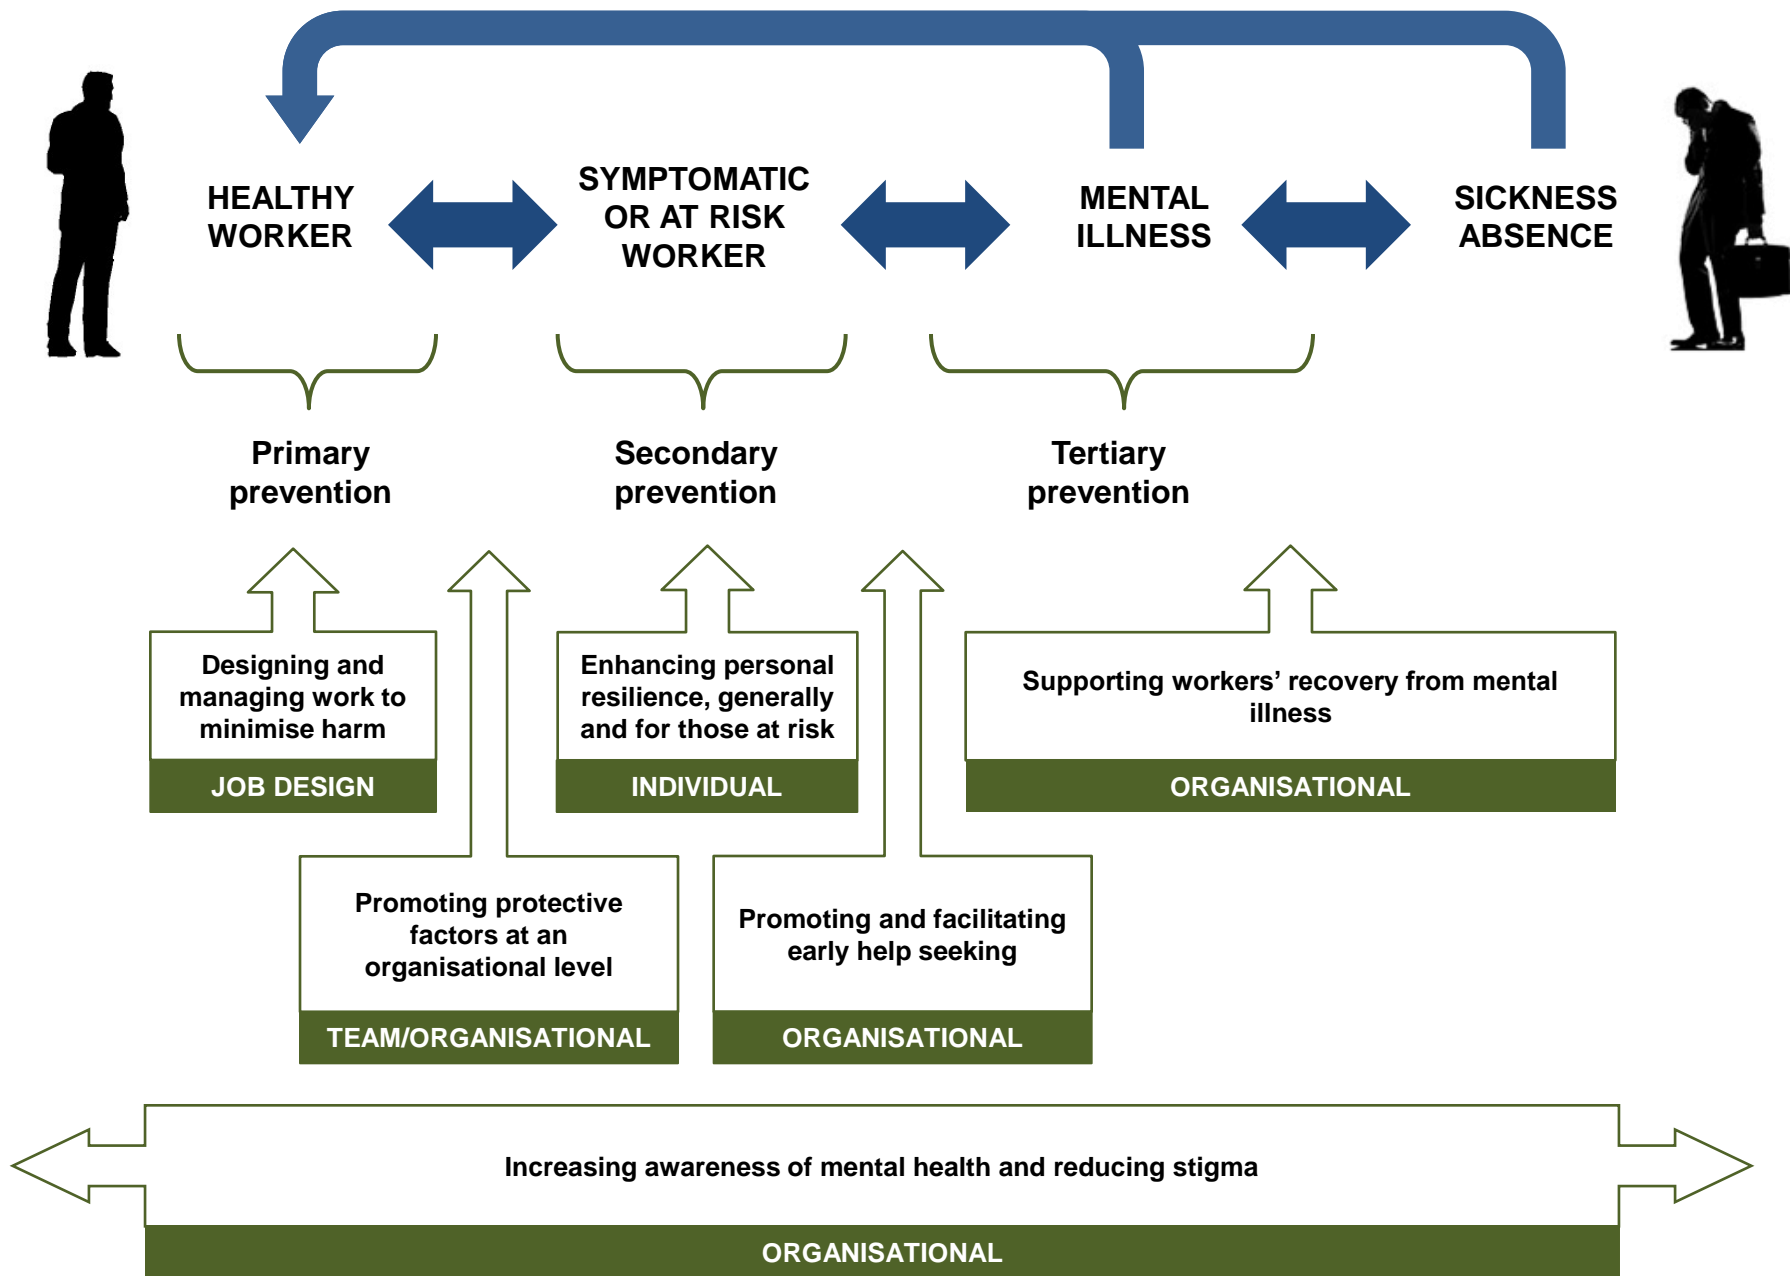 HEALTHY
WORKER
SYMPTOMATIC
OR AT RISK
WORKER
MENTAL
ILLNESS
SICKNESS
ABSENCE
Primary
prevention
Secondary
prevention
Tertiary
prevention
Designing and
managing work to
minimise harm
JOB DESIGN
Enhancing personal
resilience, generally
and for those at risk
INDIVIDUAL
Supporting workers’ recovery from mental
illness
ORGANISATIONAL
Promoting protective
factors at an
organisational level
TEAM/ORGANISATIONAL
Promoting and facilitating
early help seeking
ORGANISATIONAL
Increasing awareness of mental health and reducing stigma
ORGANISATIONAL